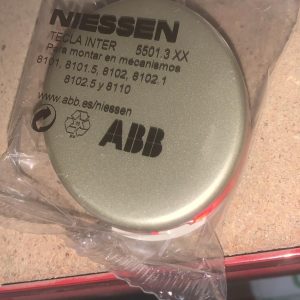 NIESSEN
TECLA INTER 5501.3 XX
Para montar en mecanismos
8101, 8101.5, 8102, 8102.1
8102.5 y 8110
www.abb.es/niessen
ABB